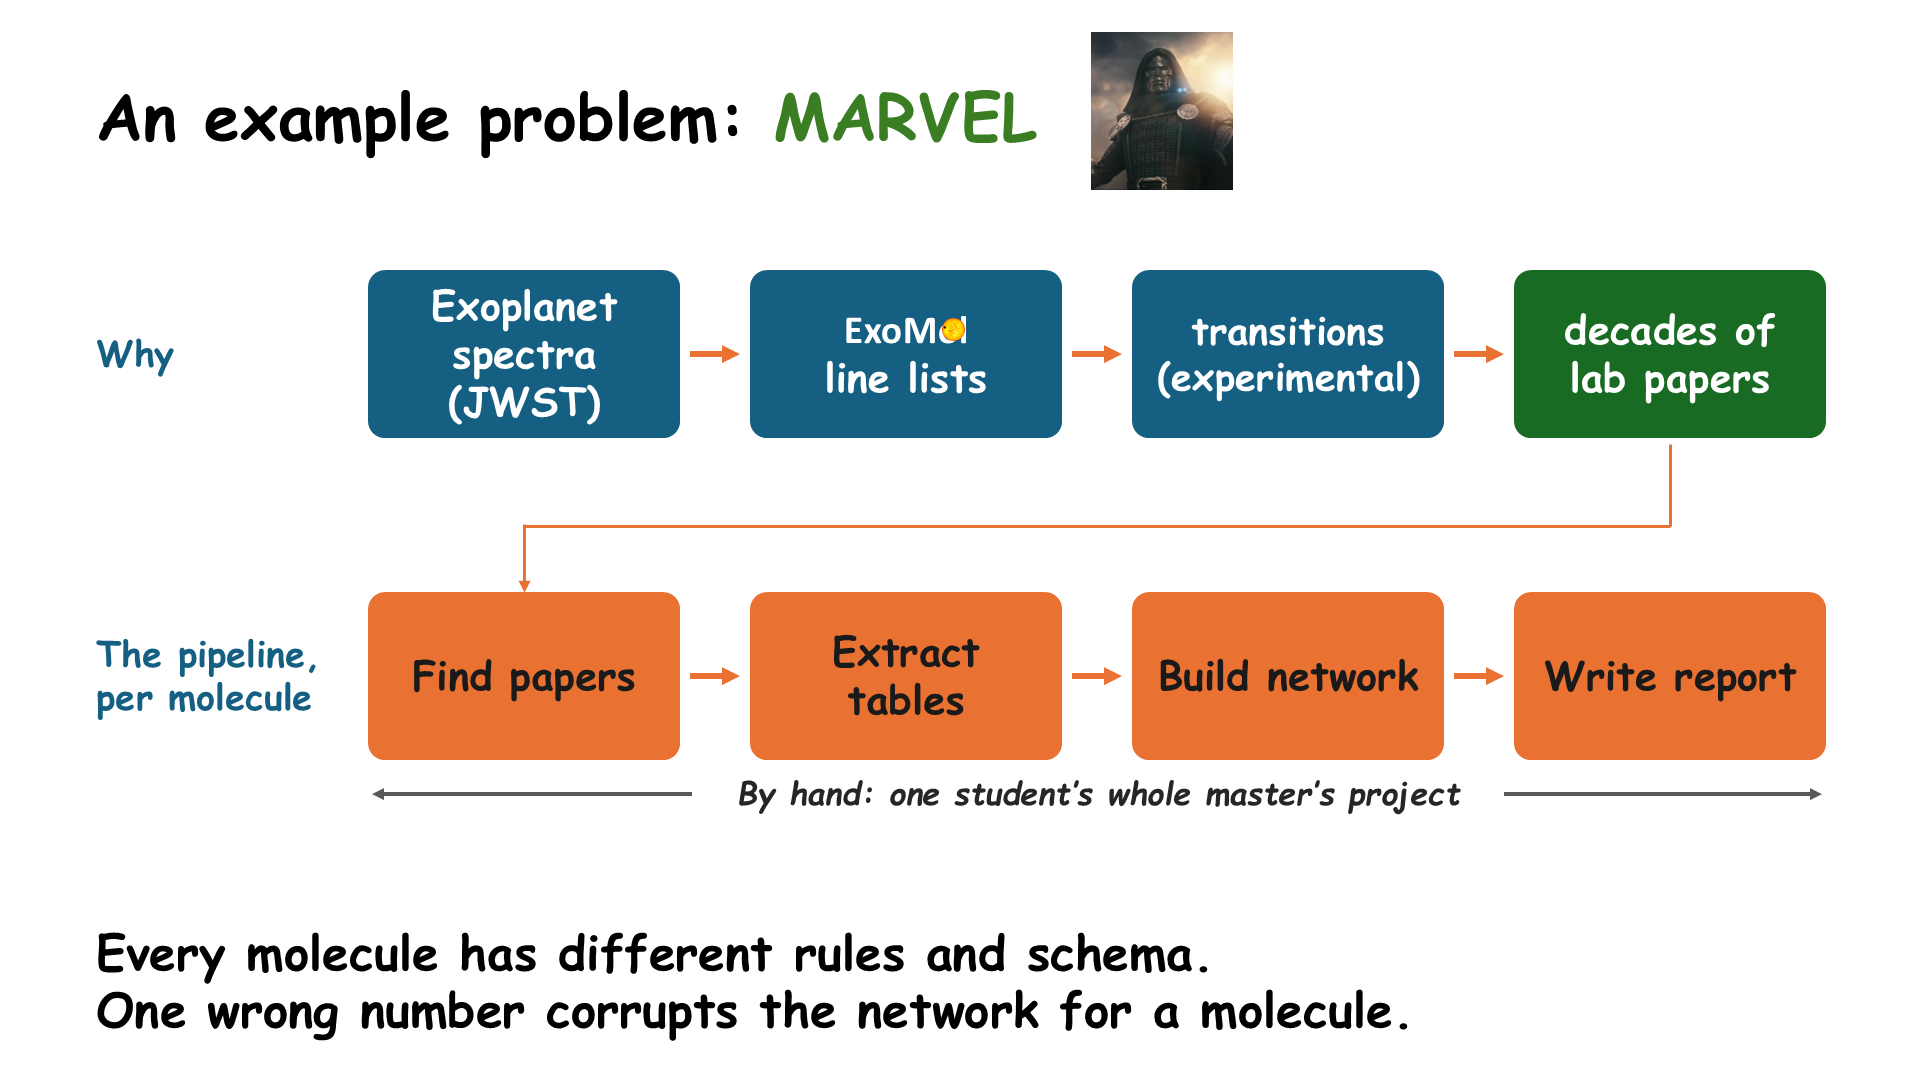 An example problem: MARVEL
Why
Exoplanet
spectra
(JWST)
ExoMol
line lists
transitions
(experimental)
decades of
lab papers
The pipeline,
per molecule
Find papers
Extract
tables
Build network
Write report
By hand: one student's whole master's project
Every molecule has different rules and schema.
One wrong number corrupts the network for a molecule.